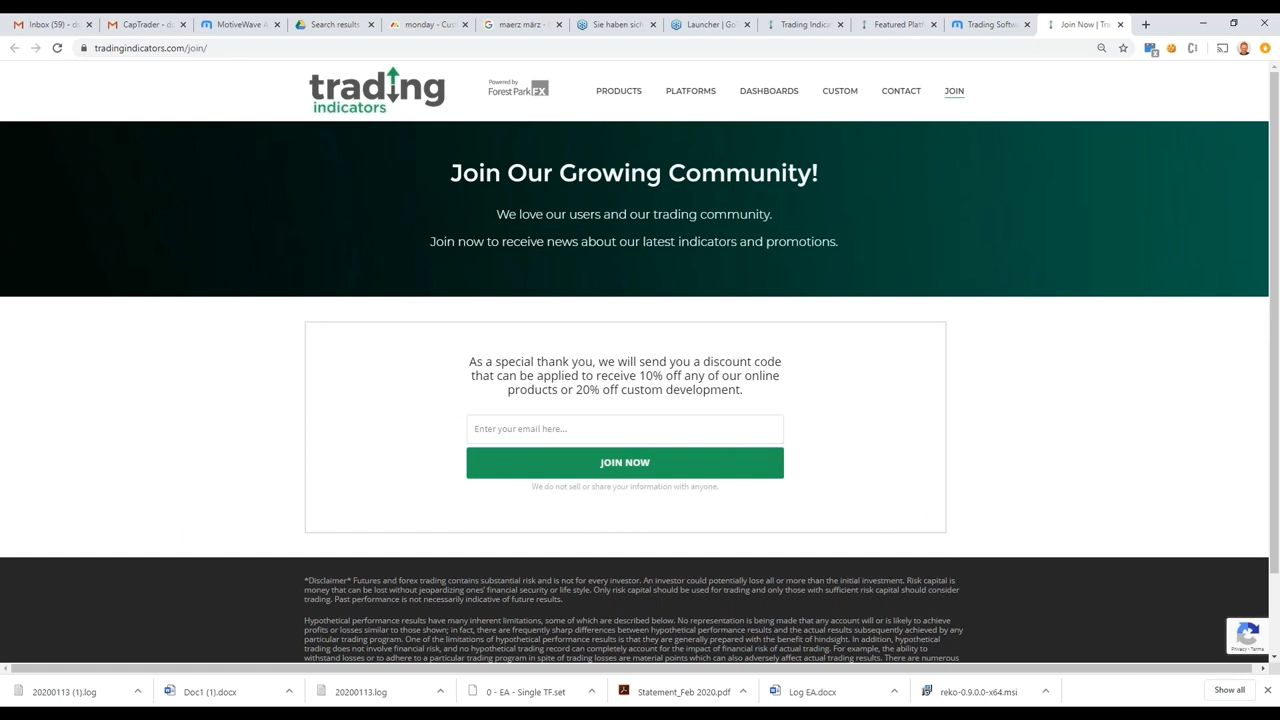 Inbox (59) - d
CapTrader - d
MotiveWave A
Search results
monday - Cus
maerz märz -
Sie haben sich
Launcher | Go
Trading Indica
Featured Platf
Trading Softw
Join Now | Tra
tradingindicators.com/join/
trading
indicators
Powered by
Forest Park FX
PRODUCTS
PLATFORMS
DASHBOARDS
CUSTOM
CONTACT
JOIN
Join Our Growing Community!
We love our users and our trading community.
Join now to receive news about our latest indicators and promotions.
As a special thank you, we will send you a discount code
that can be applied to receive 10% off any of our online
products or 20% off custom development.
Enter your email here...
JOIN NOW
We do not sell or share your information with anyone.
*Disclaimer* Futures and forex trading contains substantial risk and is not for every investor. An investor could potentially lose all or more than the initial investment. Risk capital is
money that can be lost without jeopardizing ones' financial security or life style. Only risk capital should be used for trading and only those with sufficient risk capital should consider
trading. Past performance is not necessarily indicative of future results.
Hypothetical performance results have many inherent limitations, some of which are described below. No representation is being made that any account will or is likely to achieve
profits or losses similar to those shown; in fact, there are frequently sharp differences between hypothetical performance results and the actual results subsequently achieved by any
particular trading program. One of the limitations of hypothetical performance results is that they are generally prepared with the benefit of hindsight. In addition, hypothetical
trading does not involve financial risk, and no hypothetical trading record can completely account for the impact of financial risk of actual trading. For example, the ability to
withstand losses or to adhere to a particular trading program in spite of trading losses are material points which can also adversely affect actual trading results. There are numerous
Privacy - Terms
20200113 (1).log
Doc1 (1).docx
20200113.log
0 - EA - Single TF.set
Statement_Feb 2020.pdf
Log EA.docx
reko-0.9.0.0-x64.msi
Show all